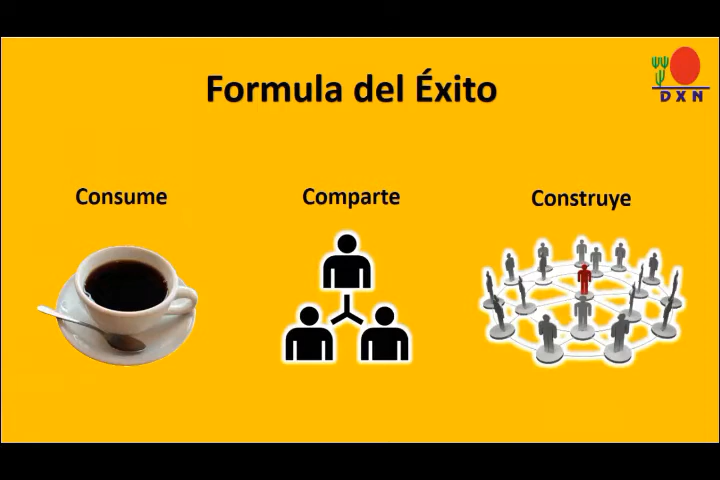 Formula del Éxito
DXN
Consume
Comparte
Construye